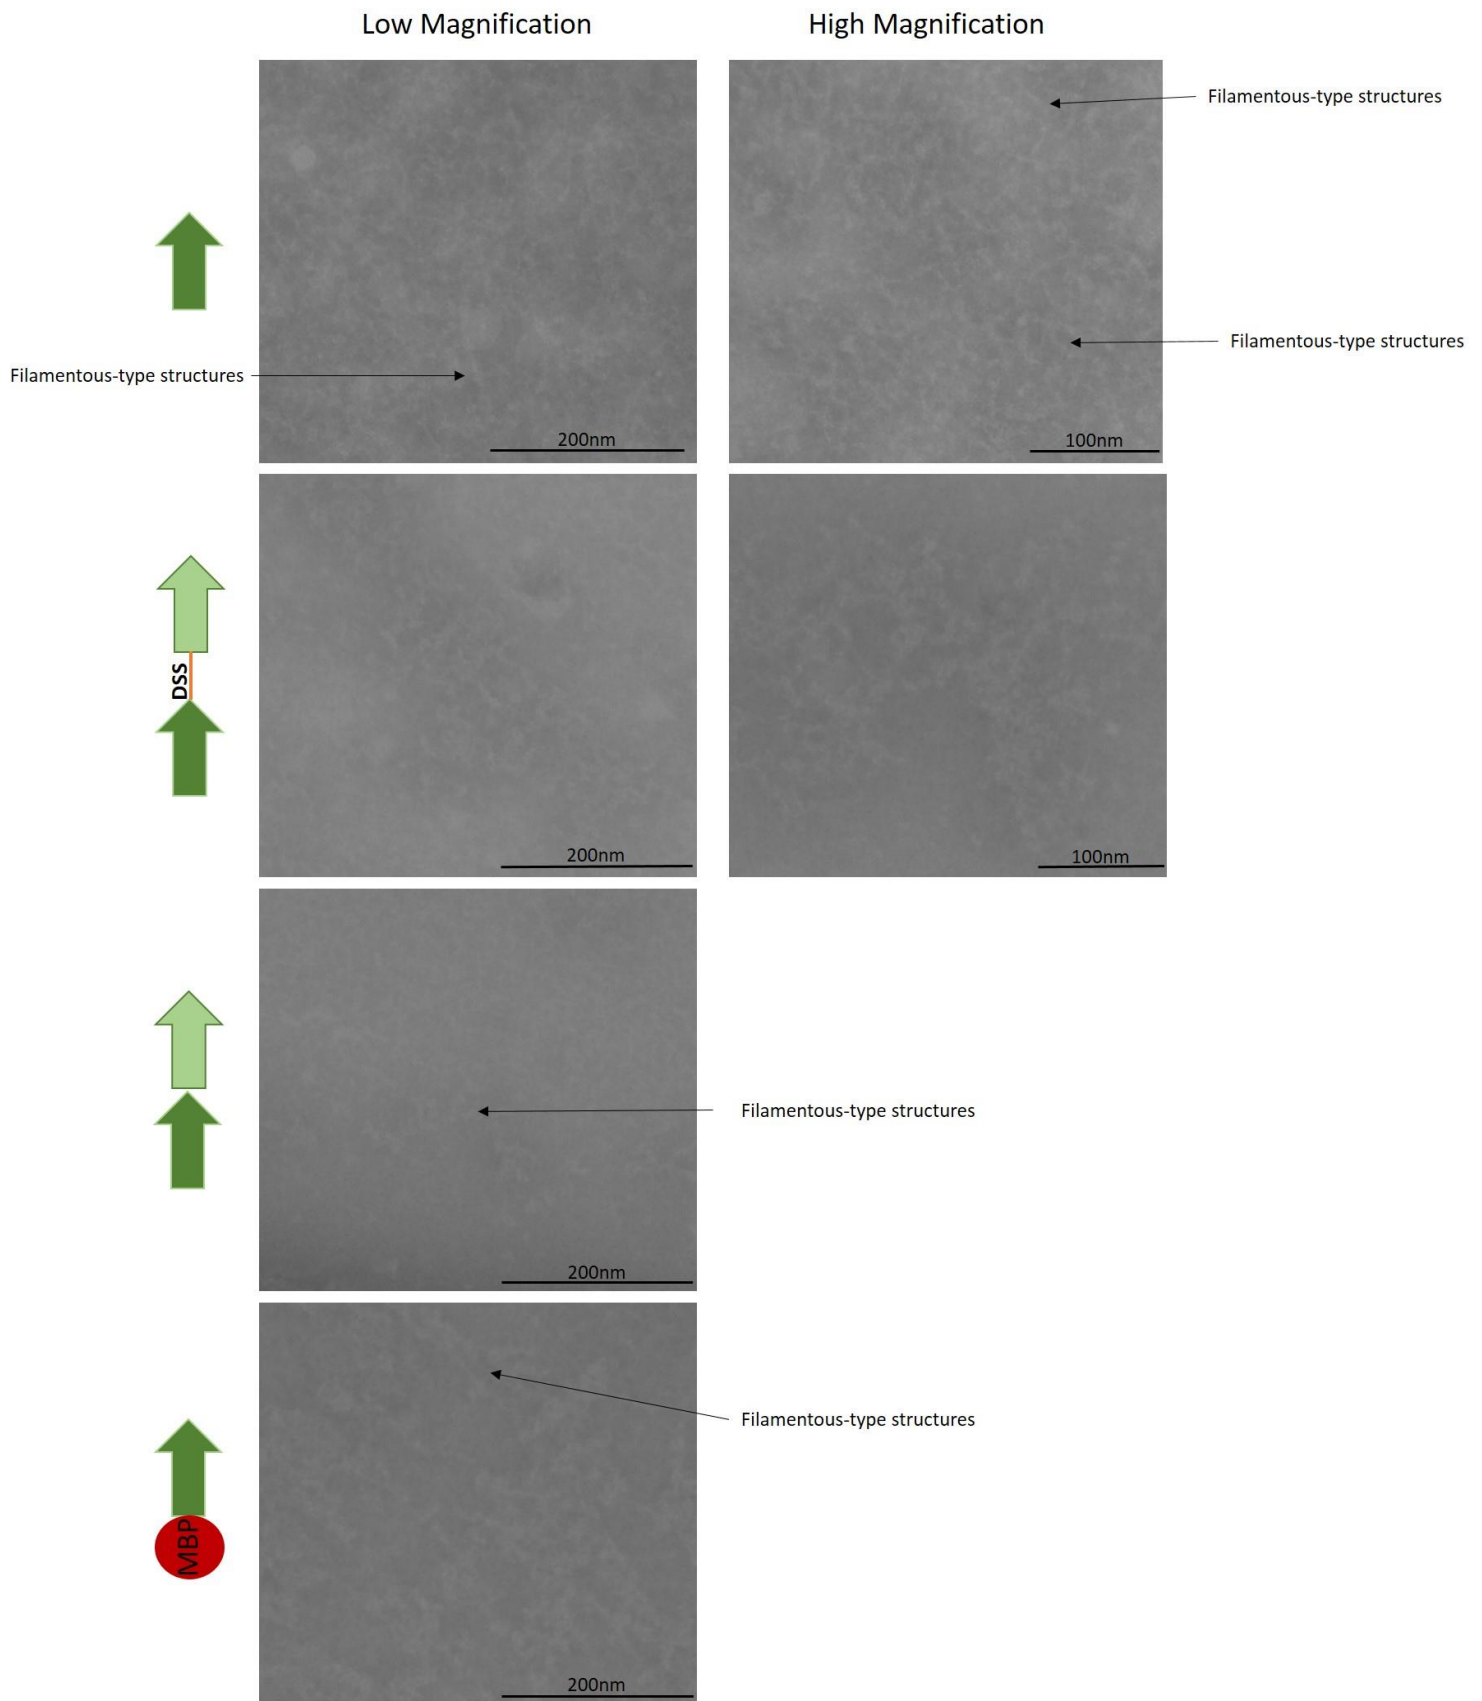 Low Magnification
High Magnification
Filamentous-type structures
Filamentous-type structures
Filamentous-type structures
200nm
100nm
DSS
200nm
100nm
Filamentous-type structures
200nm
Filamentous-type structures
MBP
200nm